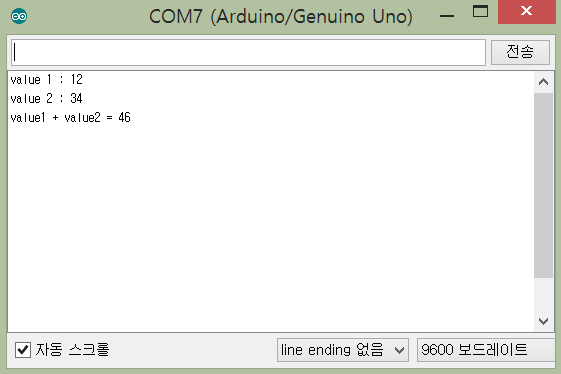 COM7 (Arduino/Genuino Uno)
전송
value 1 : 12
value 2 : 34
value1 + value2 = 46
자동 스크롤
line ending 없음
9600 보드레이트